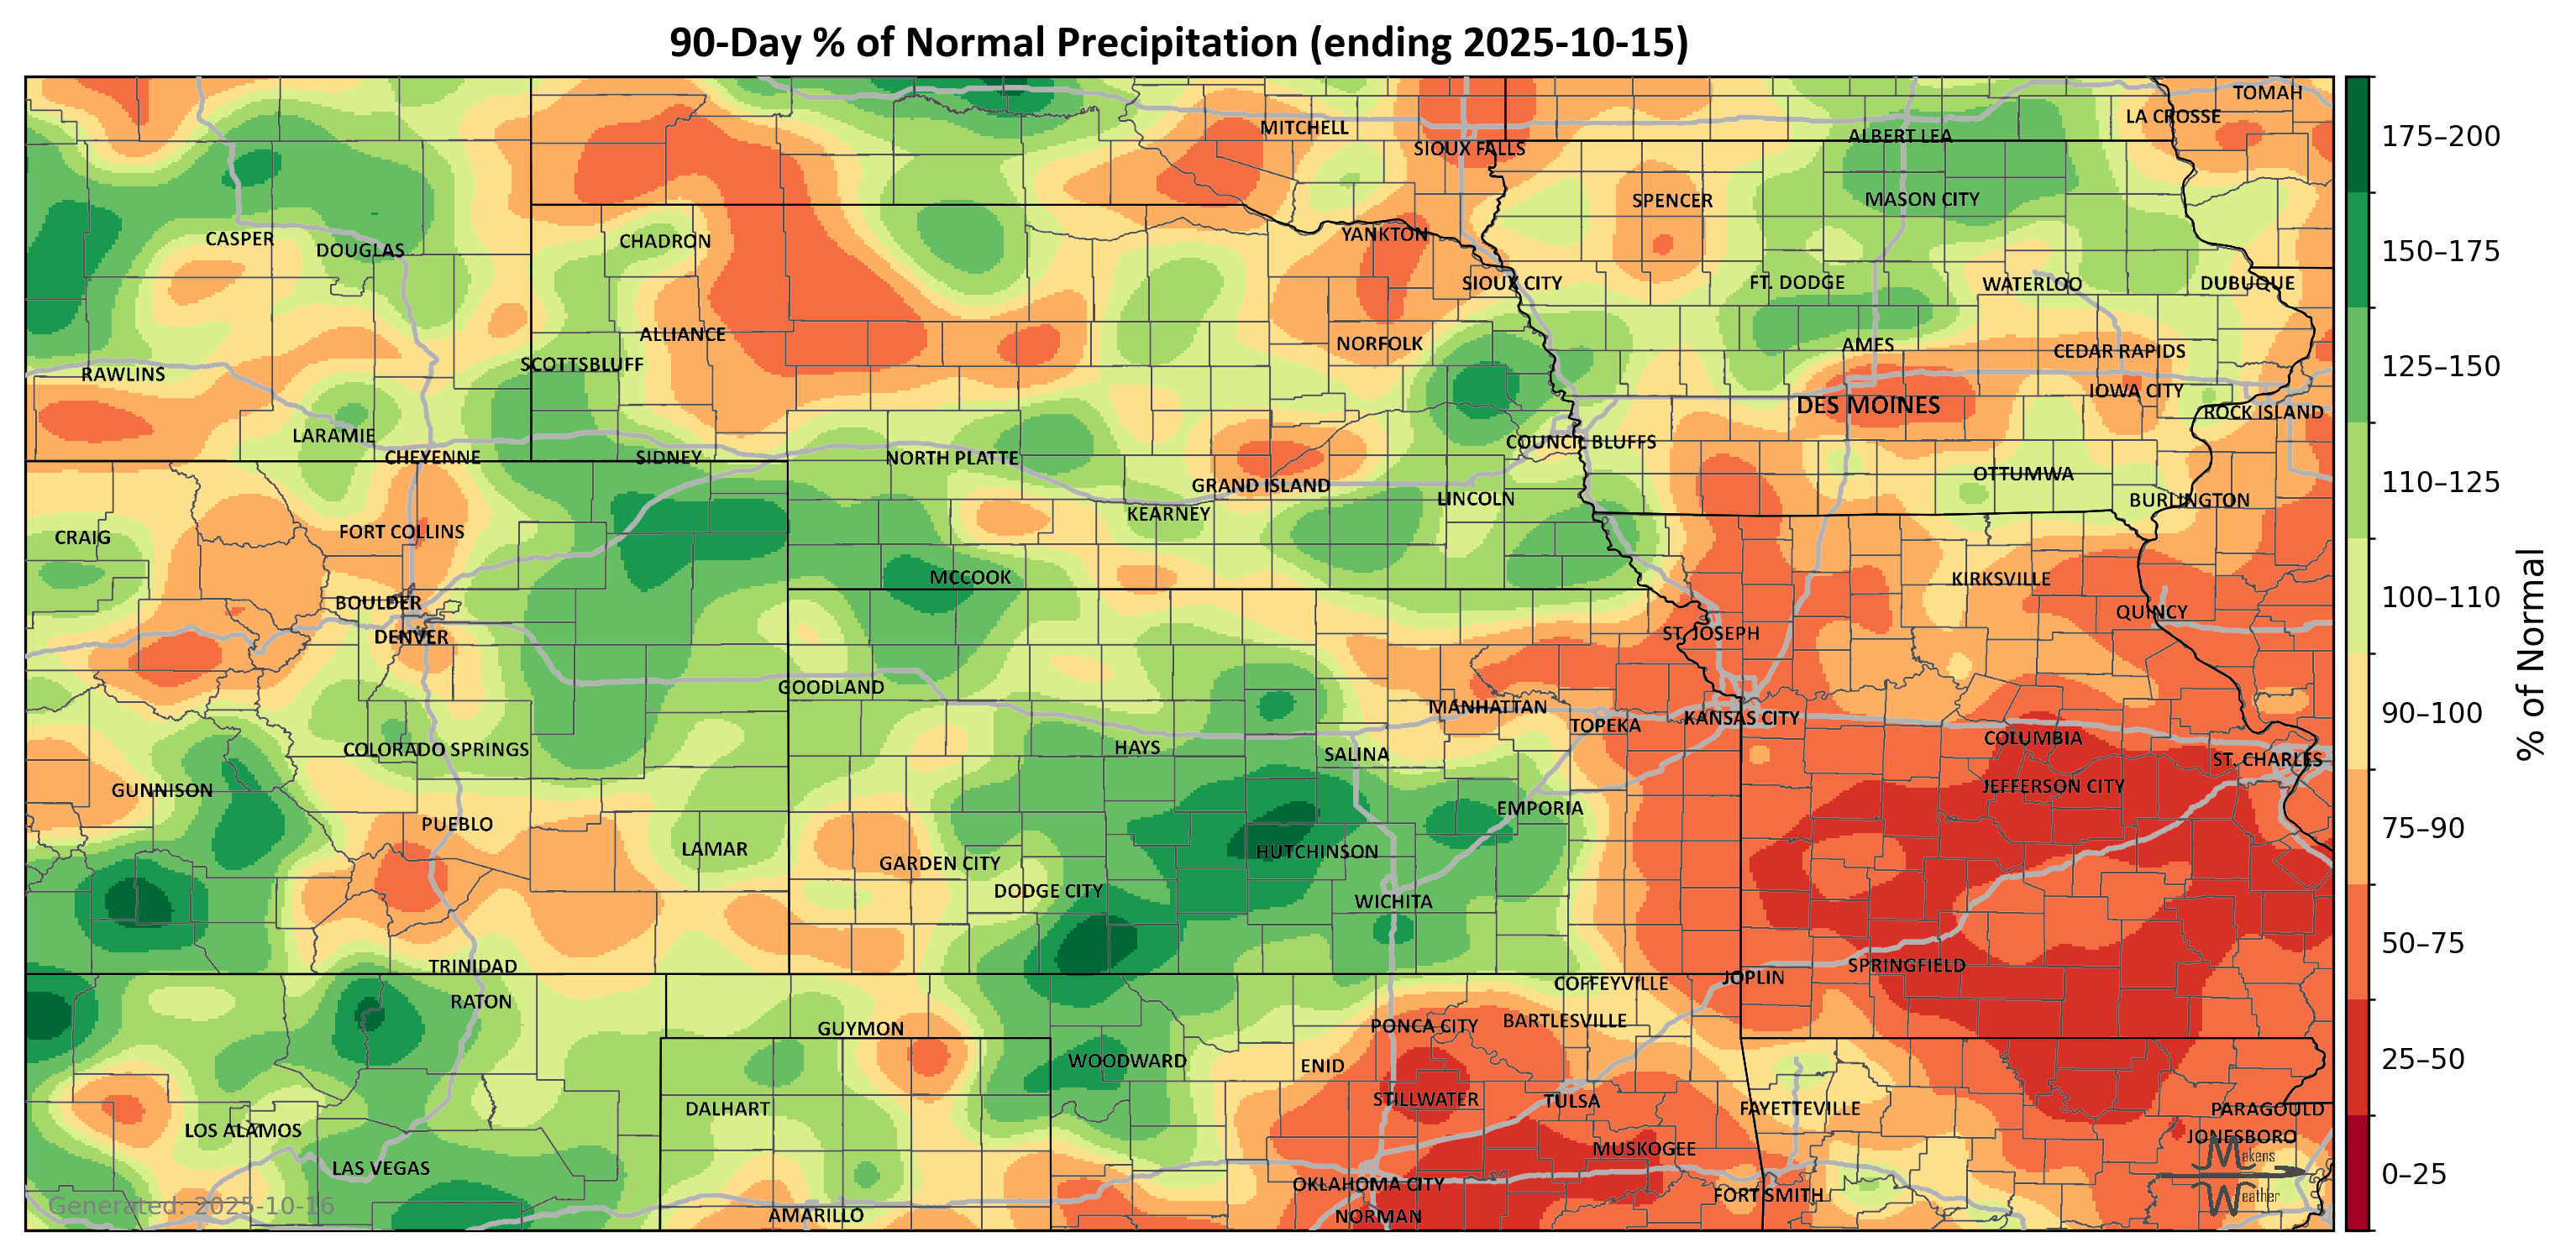 90-Day % of Normal Precipitation (ending 2025-10-15)
TOMAH
LA CROSSE
MITCHELL
ALBERT LEA
SIOUX FALLS
SPENCER
MASON CITY
YANKTON
CASPER
CHADRON
DOUGLAS
SIOUX CITY
FT. DODGE
WATERLOO
DUBUQUE
ALLIANCE
NORFOLK
AMES
CEDAR RAPIDS
SCOTTSBLUFF
RAWLINS
IOWA CITY
DES MOINES
ROCK ISLAND
LARAMIE
COUNCIL BLUFFS
CHEYENNE
SIDNEY
NORTH PLATTE
OTTUMWA
GRAND ISLAND
LINCOLN
BURLINGTON
KEARNEY
FORT COLLINS
CRAIG
MCCOOK
KIRKSVILLE
BOULDER
QUINCY
DENVER
ST. JOSEPH
GOODLAND
MANHATTAN
KANSAS CITY
TOPEKA
COLUMBIA
HAYS
COLORADO SPRINGS
SALINA
ST. CHARLES
GUNNISON
JEFFERSON CITY
EMPORIA
PUEBLO
LAMAR
HUTCHINSON
GARDEN CITY
DODGE CITY
WICHITA
TRINIDAD
SPRINGFIELD
JOPLIN
COFFEYVILLE
RATON
BARTLESVILLE
PONCA CITY
GUYMON
WOODWARD
ENID
STILLWATER
TULSA
DALHART
FAYETTEVILLE
PARAGOULD
LOS ALAMOS
JONESBORO
MUSKOGEE
LAS VEGAS
OKLAHOMA CITY
FORT SMITH
AMARILLO
NORMAN
Generated: 2025-10-16
Makens
Weather
175–200
150–175
125–150
110–125
100–110
90–100
75–90
50–75
25–50
0–25
% of Normal